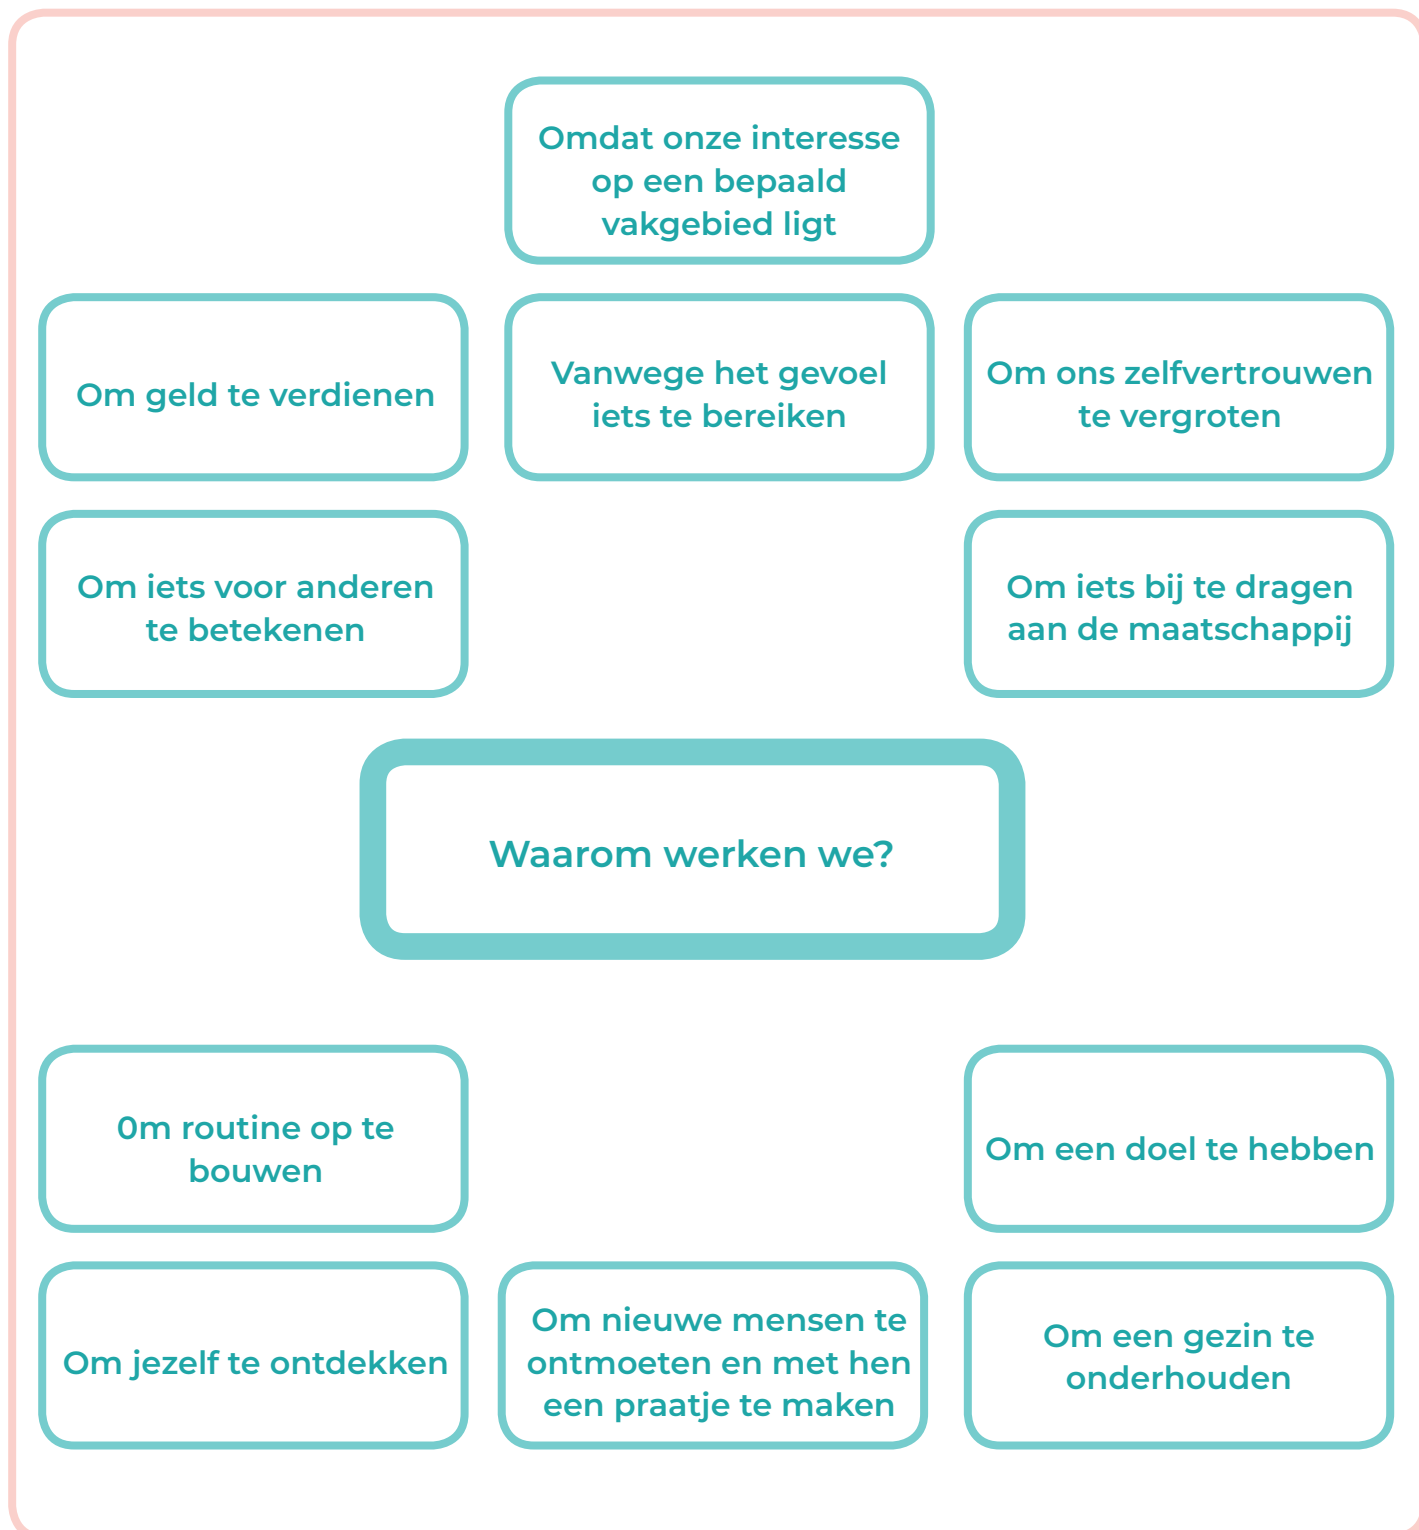 Omdat onze interesse
op een bepaald
vakgebied ligt
Om geld te verdienen
Vanwege het gevoel
iets te bereiken
Om ons zelfvertrouwen
te vergroten
Om iets voor anderen
te betekenen
Om iets bij te dragen
aan de maatschappij
Waarom werken we?
0m routine op te
bouwen
Om een doel te hebben
Om jezelf te ontdekken
Om nieuwe mensen te
ontmoeten en met hen
een praatje te maken
Om een gezin te
onderhouden